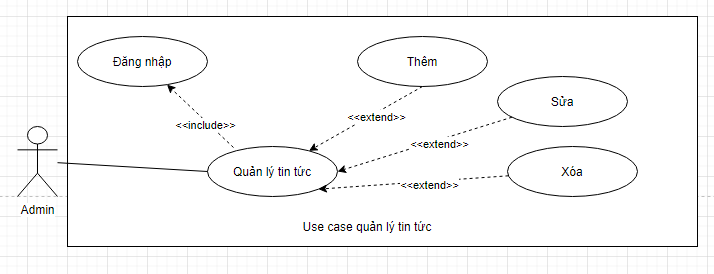 Đăng nhập
Thêm
Sửa
<<include>>
<<extend>>
<<extend>>
Quản lý tin tức
<<extend>>
Xóa
Admin
Use case quản lý tin tức